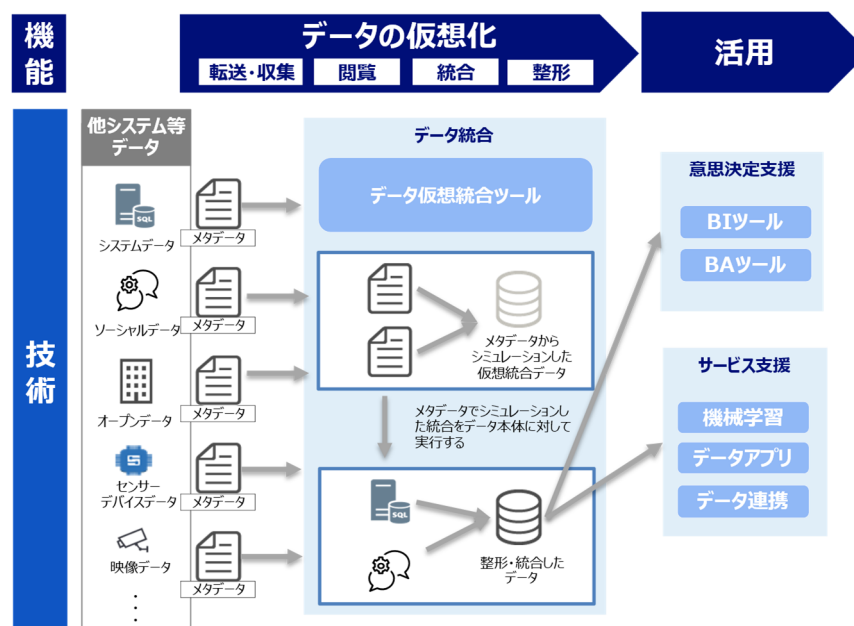 機
能
データの仮想化
転送・収集
閲覧
統合
整形
活用
技
術
他システム等
データ
SQL
システムデータ
メタデータ
ソーシャルデータ
メタデータ
オープンデータ
メタデータ
センサー
デバイスデータ
メタデータ
映像データ
メタデータ
データ統合
データ仮想統合ツール
メタデータから
シミュレーションした
仮想統合データ
メタデータでシミュレーションし
た統合をデータ本体に対して
実行する
SQL
整形・統合した
データ
意思決定支援
BIツール
BAツール
サービス支援
機械学習
データアプリ
データ連携